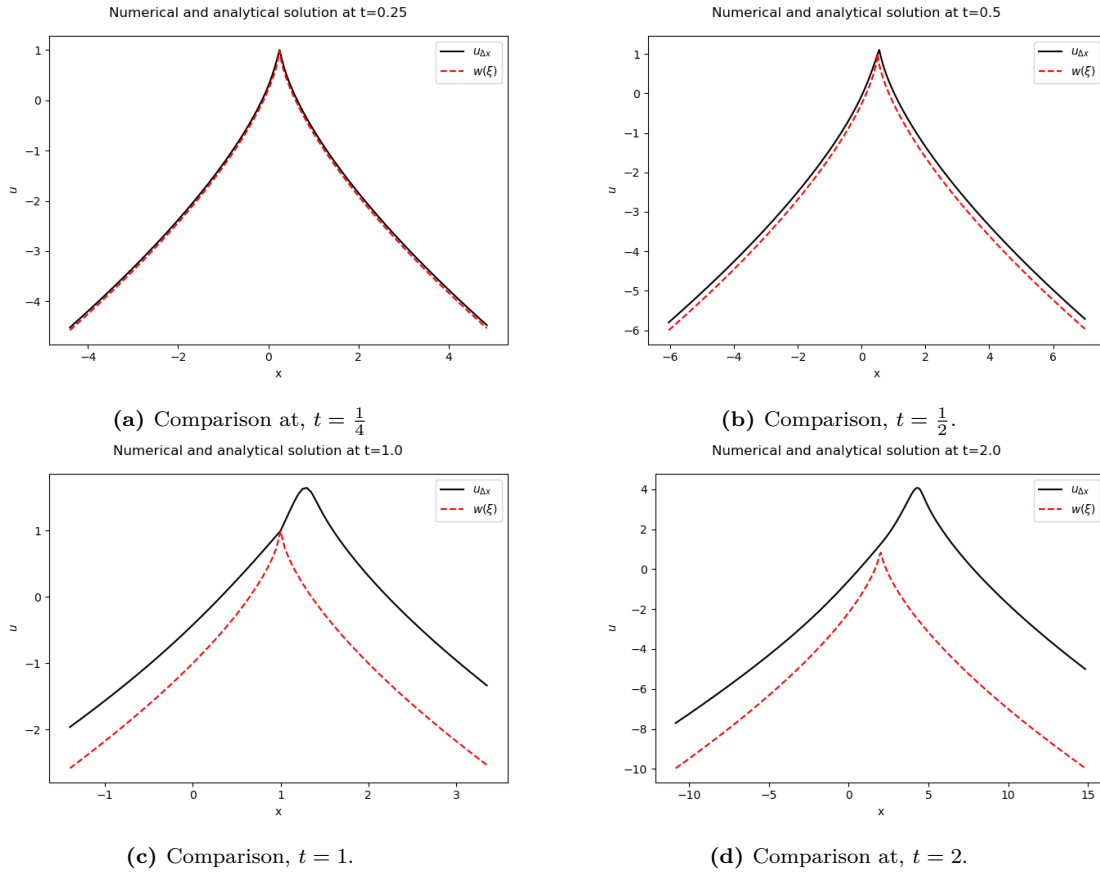 Numerical and analytical solution at t=0.25
1
0
−1
−2
−3
−4
u
u_{Δx}
w(ξ)
−4
−2
0
2
4
x
(a) Comparison at, t = 1/4
Numerical and analytical solution at t=0.5
1
0
−1
−2
−3
−4
−5
−6
u
u_{Δx}
w(ξ)
−6
−4
−2
0
2
4
6
x
(b) Comparison, t = 1/2.
Numerical and analytical solution at t=1.0
1
0
−1
−2
u
u_{Δx}
w(ξ)
−1
0
1
2
3
x
(c) Comparison, t = 1.
Numerical and analytical solution at t=2.0
4
2
0
−2
−4
−6
−8
−10
u
u_{Δx}
w(ξ)
−10
−5
0
5
10
15
x
(d) Comparison at, t = 2.